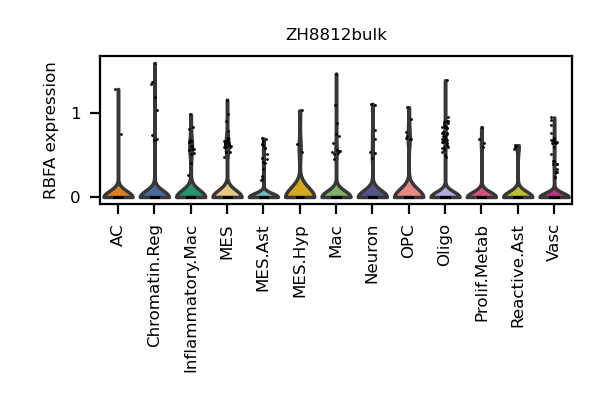 ZH8812bulk
RBFA expression
1
0
AC
Chromatin.Reg
Inflammatory.Mac
MES
MES.Ast
MES.Hyp
Mac
Neuron
OPC
Oligo
Prolif.Metab
Reactive.Ast
Vasc